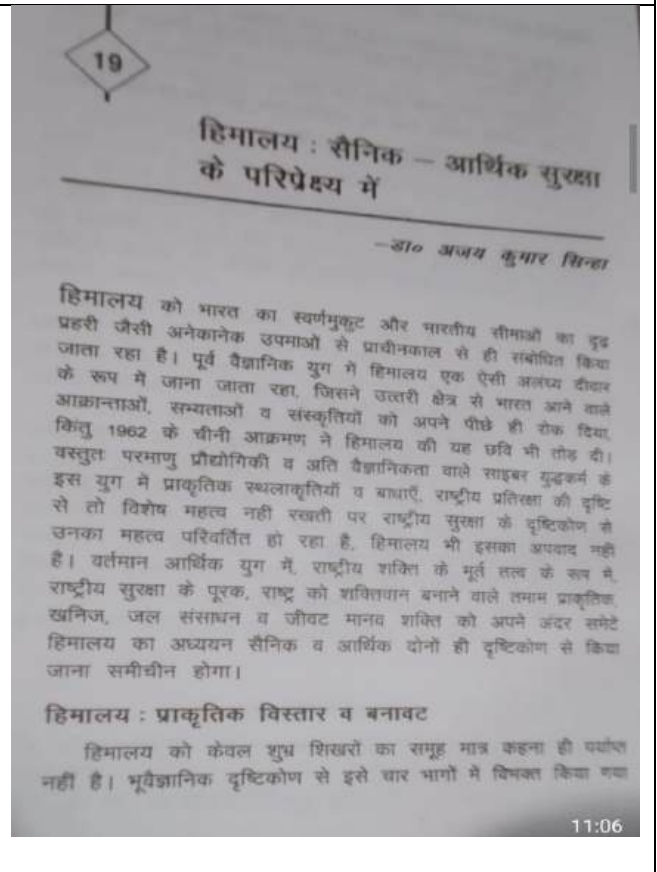 19
हिमालय : सैनिक – आर्थिक सुरक्षा
के परिप्रेक्ष्य में
–डा० अजय कुमार सिन्हा
हिमालय को भारत का स्वर्णमुकुट और भारतीय सीमाओं का दृढ़
प्रहरी जैसी अनेकानेक उपमाओं से प्राचीनकाल से ही संबोधित किया
जाता रहा है। पूर्व वैज्ञानिक युग में हिमालय एक ऐसी अलंघ्य दीवार
के रूप में जाना जाता रहा, जिसने उत्तरी क्षेत्र से भारत आने वाले
आक्रान्ताओं, सभ्यताओं व संस्कृतियों को अपने पीछे ही रोक दिया,
किंतु 1962 के चीनी आक्रमण ने हिमालय की यह छवि भी तोड़ दी।
वस्तुतः परमाणु प्रौद्योगिकी व अति वैज्ञानिकता वाले साइबर युद्धकर्म के
इस युग में प्राकृतिक स्थलाकृतियाँ व बाधाएँ, राष्ट्रीय प्रतिरक्षा की दृष्टि
से तो विशेष महत्व नहीं रखती पर राष्ट्रीय सुरक्षा के दृष्टिकोण से
उनका महत्व परिवर्तित हो रहा है, हिमालय भी इसका अपवाद नहीं
है। वर्तमान आर्थिक युग में, राष्ट्रीय शक्ति के मूर्त तत्व के रूप में,
राष्ट्रीय सुरक्षा के पूरक, राष्ट्र को शक्तिवान बनाने वाले तमाम प्राकृतिक,
खनिज, जल संसाधन व जीवट मानव शक्ति को अपने अंदर समेटे
हिमालय का अध्ययन सैनिक व आर्थिक दोनों ही दृष्टिकोण से किया
जाना समीचीन होगा।
हिमालय : प्राकृतिक विस्तार व बनावट
हिमालय को केवल शुभ्र शिखरों का समूह मात्र कहना ही पर्याप्त
नहीं है। भूवैज्ञानिक दृष्टिकोण से इसे चार भागों में विभक्त किया गया
11:06